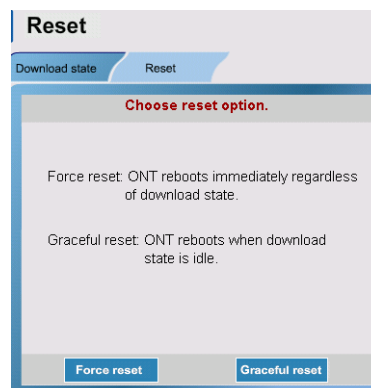 Reset
Download state
Reset
Choose reset option.
Force reset: ONT reboots immediately regardless
of download state.
Graceful reset: ONT reboots when download
state is idle.
Force reset
Graceful reset